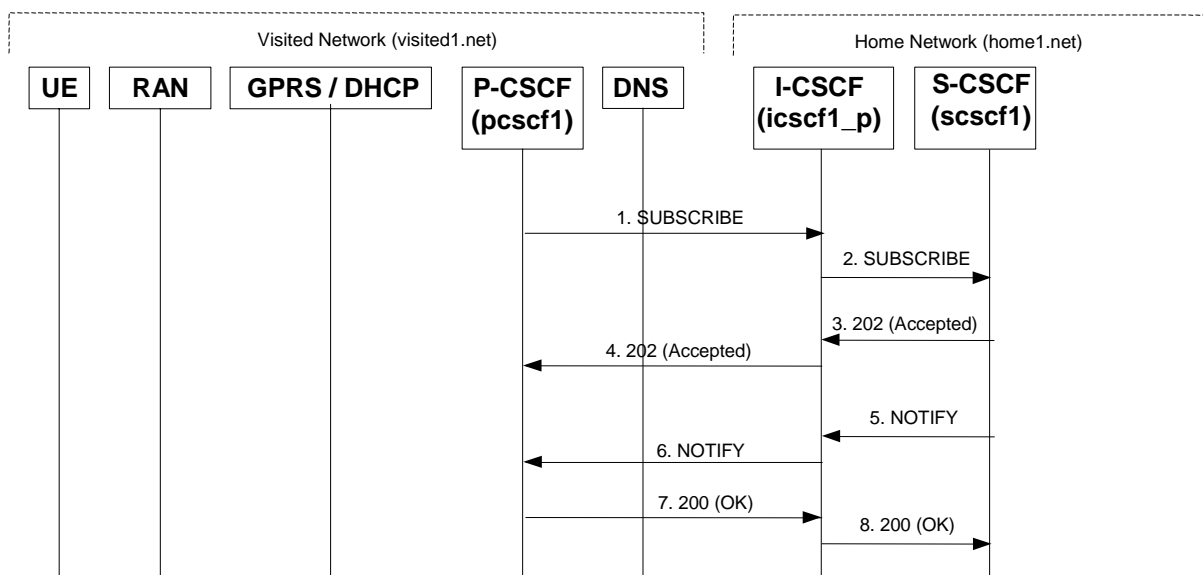 Visited Network (visited1.net)
Home Network (home1.net)
UE
RAN
GPRS / DHCP
P-CSCF
(pcscf1)
DNS
I-CSCF
(icscf1_p)
S-CSCF
(scscf1)
1. SUBSCRIBE
2. SUBSCRIBE
3. 202 (Accepted)
4. 202 (Accepted)
5. NOTIFY
6. NOTIFY
7. 200 (OK)
8. 200 (OK)